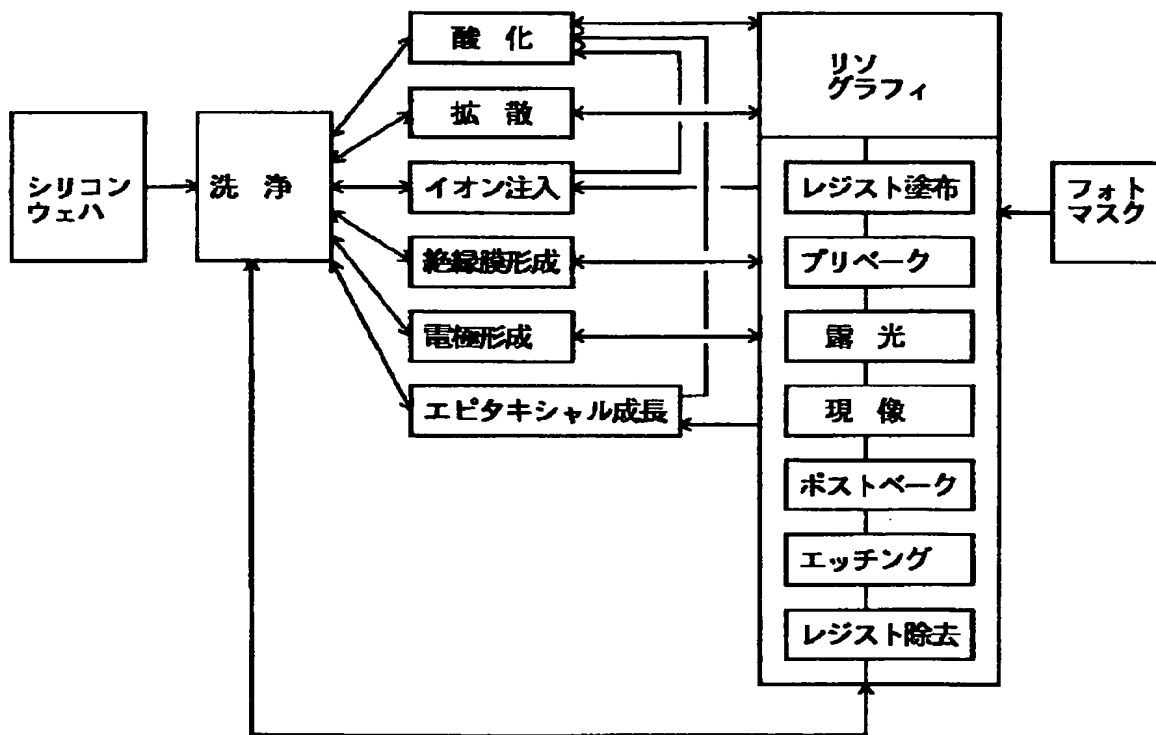 シリコン
ウェハ
洗浄
酸化
拡散
イオン注入
絶縁膜形成
電極形成
エピタキシャル成長
リソ
グラフィ
レジスト塗布
プリベーク
露光
現像
ポストベーク
エッチング
レジスト除去
フォト
マスク